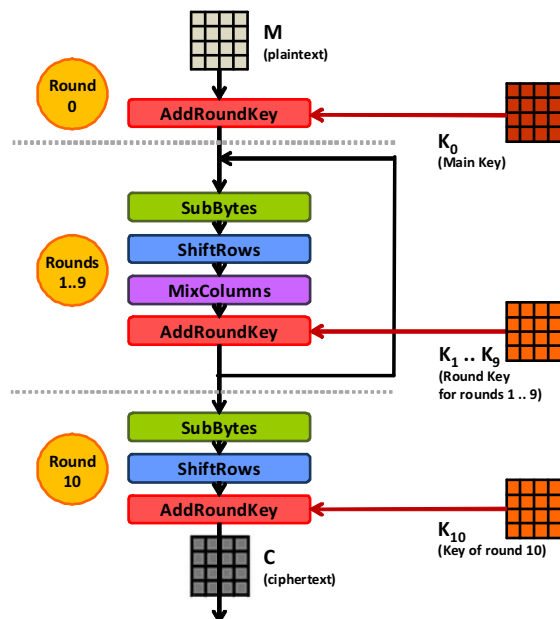 M
(plaintext)
Round
0
AddRoundKey
K0
(Main Key)
SubBytes
ShiftRows
Rounds
1..9
MixColumns
AddRoundKey
K1 .. K9
(Round Key
for rounds 1 .. 9)
SubBytes
Round
10
ShiftRows
AddRoundKey
K10
(Key of round 10)
C
(ciphertext)